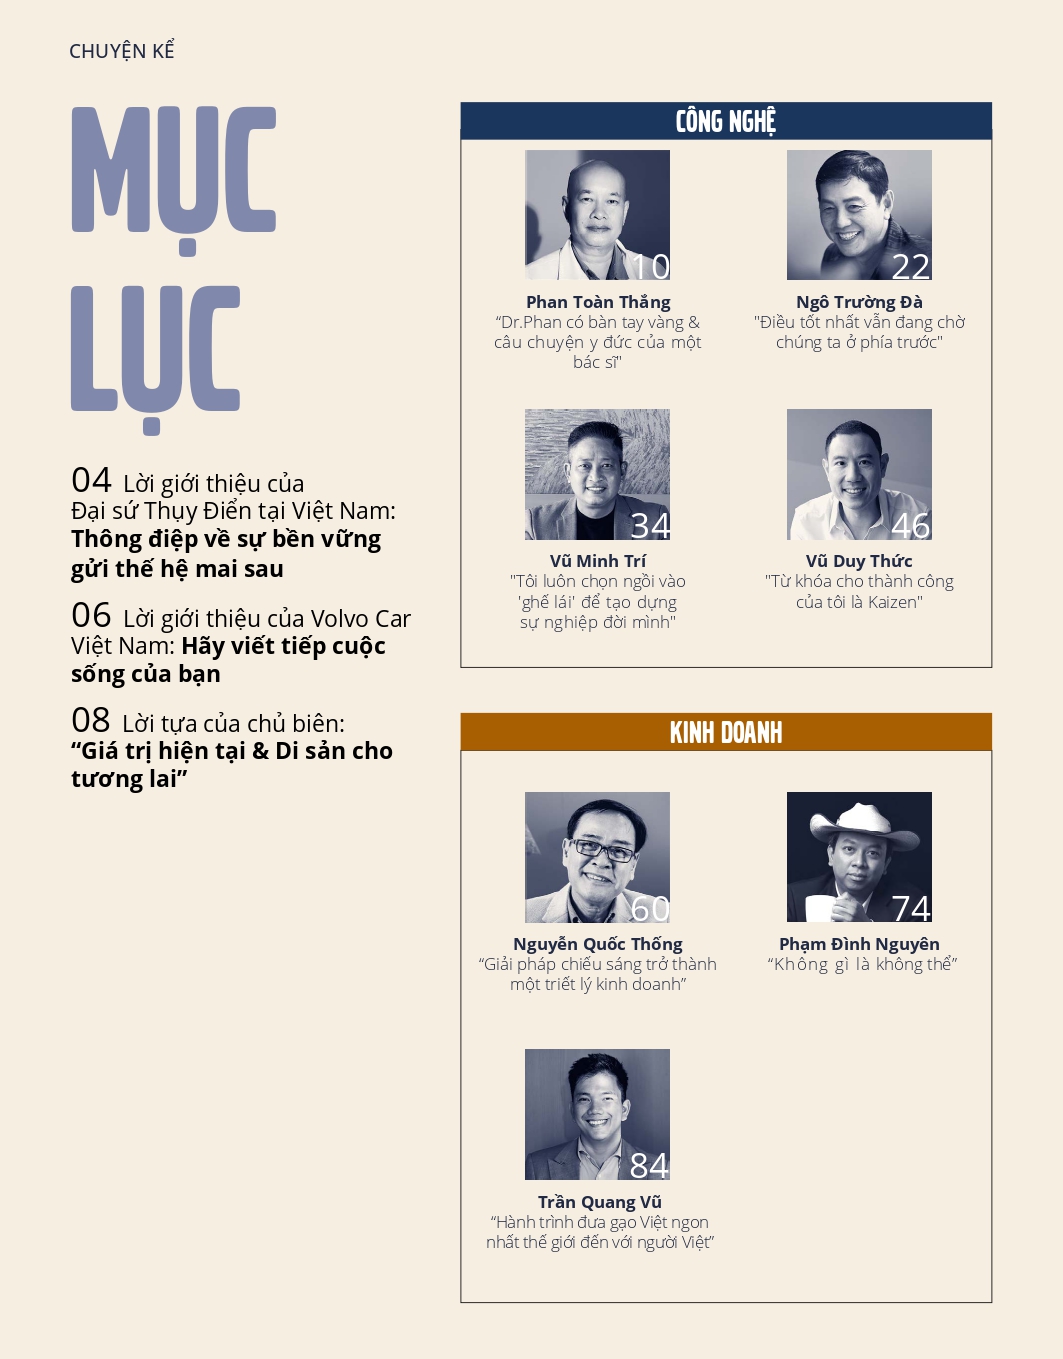 CHUYỆN KỂ
MỤC
LỤC
04 Lời giới thiệu của
Đại sứ Thụy Điển tại Việt Nam:
Thông điệp về sự bền vững
gửi thế hệ mai sau
06 Lời giới thiệu của Volvo Car
Việt Nam: Hãy viết tiếp cuộc
sống của bạn
08 Lời tựa của chủ biên:
“Giá trị hiện tại & Di sản cho
tương lai”
CÔNG NGHỆ
10
Phan Toàn Thắng
“Dr.Phan có bàn tay vàng &
câu chuyện y đức của một
bác sĩ"
22
Ngô Trường Đà
"Điều tốt nhất vẫn đang chờ
chúng ta ở phía trước"
34
Vũ Minh Trí
"Tôi luôn chọn ngồi vào
'ghế lái' để tạo dựng
sự nghiệp đời mình"
46
Vũ Duy Thức
"Từ khóa cho thành công
của tôi là Kaizen"
KINH DOANH
60
Nguyễn Quốc Thống
“Giải pháp chiếu sáng trở thành
một triết lý kinh doanh”
74
Phạm Đình Nguyên
“Không gì là không thể”
84
Trần Quang Vũ
“Hành trình đưa gạo Việt ngon
nhất thế giới đến với người Việt”